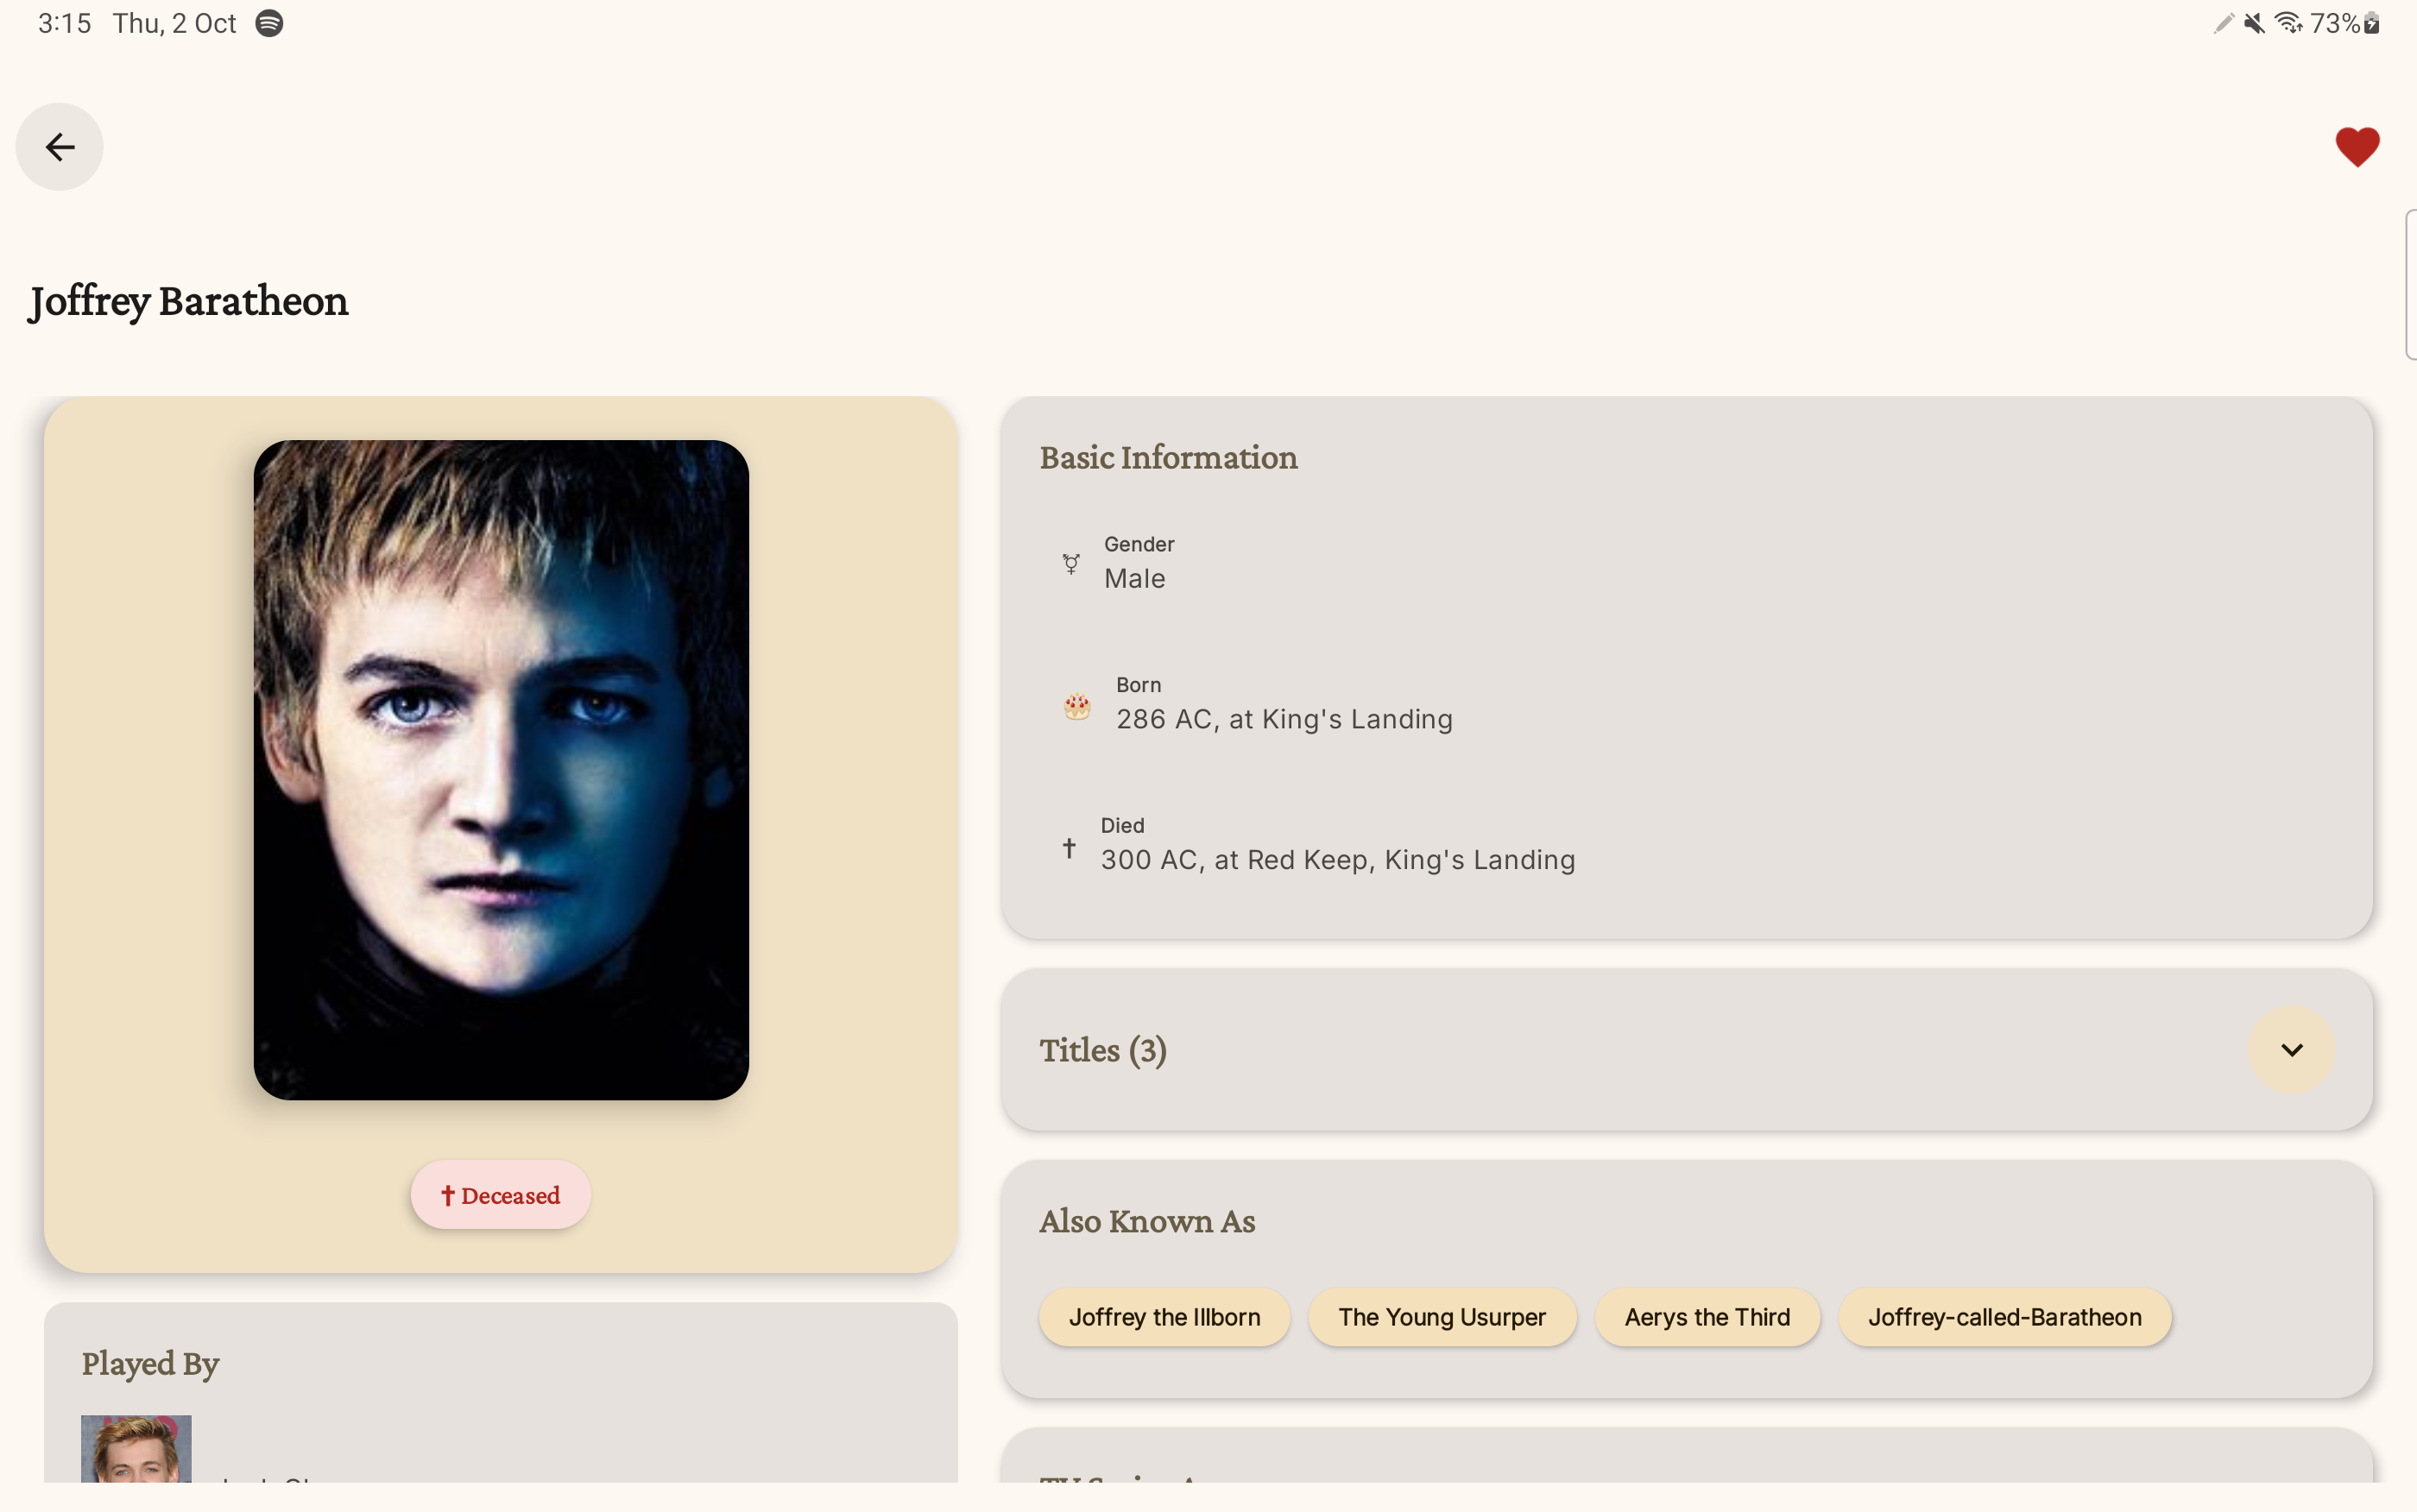 3:15 Thu, 2 Oct 73%
Joffrey Baratheon
† Deceased
Played By
Basic Information
Gender
Male
Born
286 AC, at King's Landing
† Died
300 AC, at Red Keep, King's Landing
Titles (3)
Also Known As
Joffrey the Illborn The Young Usurper Aerys the Third Joffrey-called-Baratheon